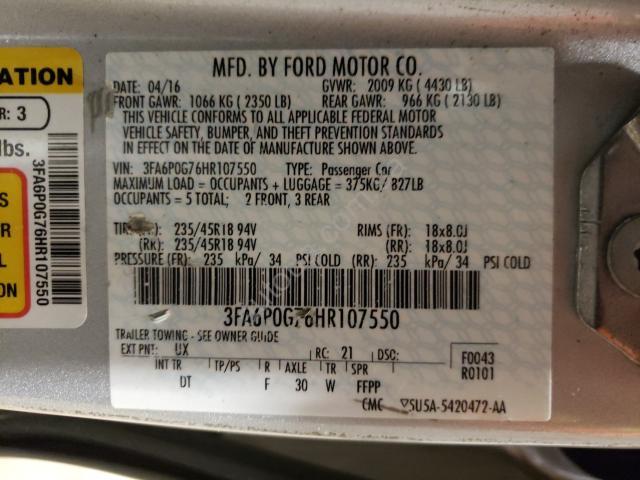 MFD. BY FORD MOTOR CO.
DATE: 04/16 GVWR: 2009 KG ( 4430 LB)
FRONT GAWR: 1066 KG ( 2350 LB) REAR GAWR: 966 KG ( 2130 LB)
THIS VEHICLE CONFORMS TO ALL APPLICABLE FEDERAL MOTOR
VEHICLE SAFETY, BUMPER, AND THEFT PREVENTION STANDARDS
IN EFFECT ON THE DATE OF MANUFACTURE SHOWN ABOVE.
VIN: 3FA6P0G76HR107550 TYPE: Passenger Car
MAXIMUM LOAD = OCCUPANTS + LUGGAGE = 375KG/ 827LB
OCCUPANTS = 5 TOTAL; 2 FRONT, 3 REAR
235/45R18 94V RIMS (FR): 18x8.0J
(RR): 235/45R18 94V (RR): 18x8.0J
PRESSURE (FR): 235 kPa/ 34 PSI COLD (RR): 235 kPa/ 34 PSI COLD
3FA6P0G76HR107550
TRAILER TOWING - SEE OWNER GUIDE
EXT PNT: UX RC: 21 DSO: F0043
INT TR TP/PS R AXLE TR SPR R0101
DT F 30 W FFPP
CMC 5U5A-5420472-AA
ATION
R: 3
lbs.
3FA6P0G76HR107550
RE
AD
L
ON